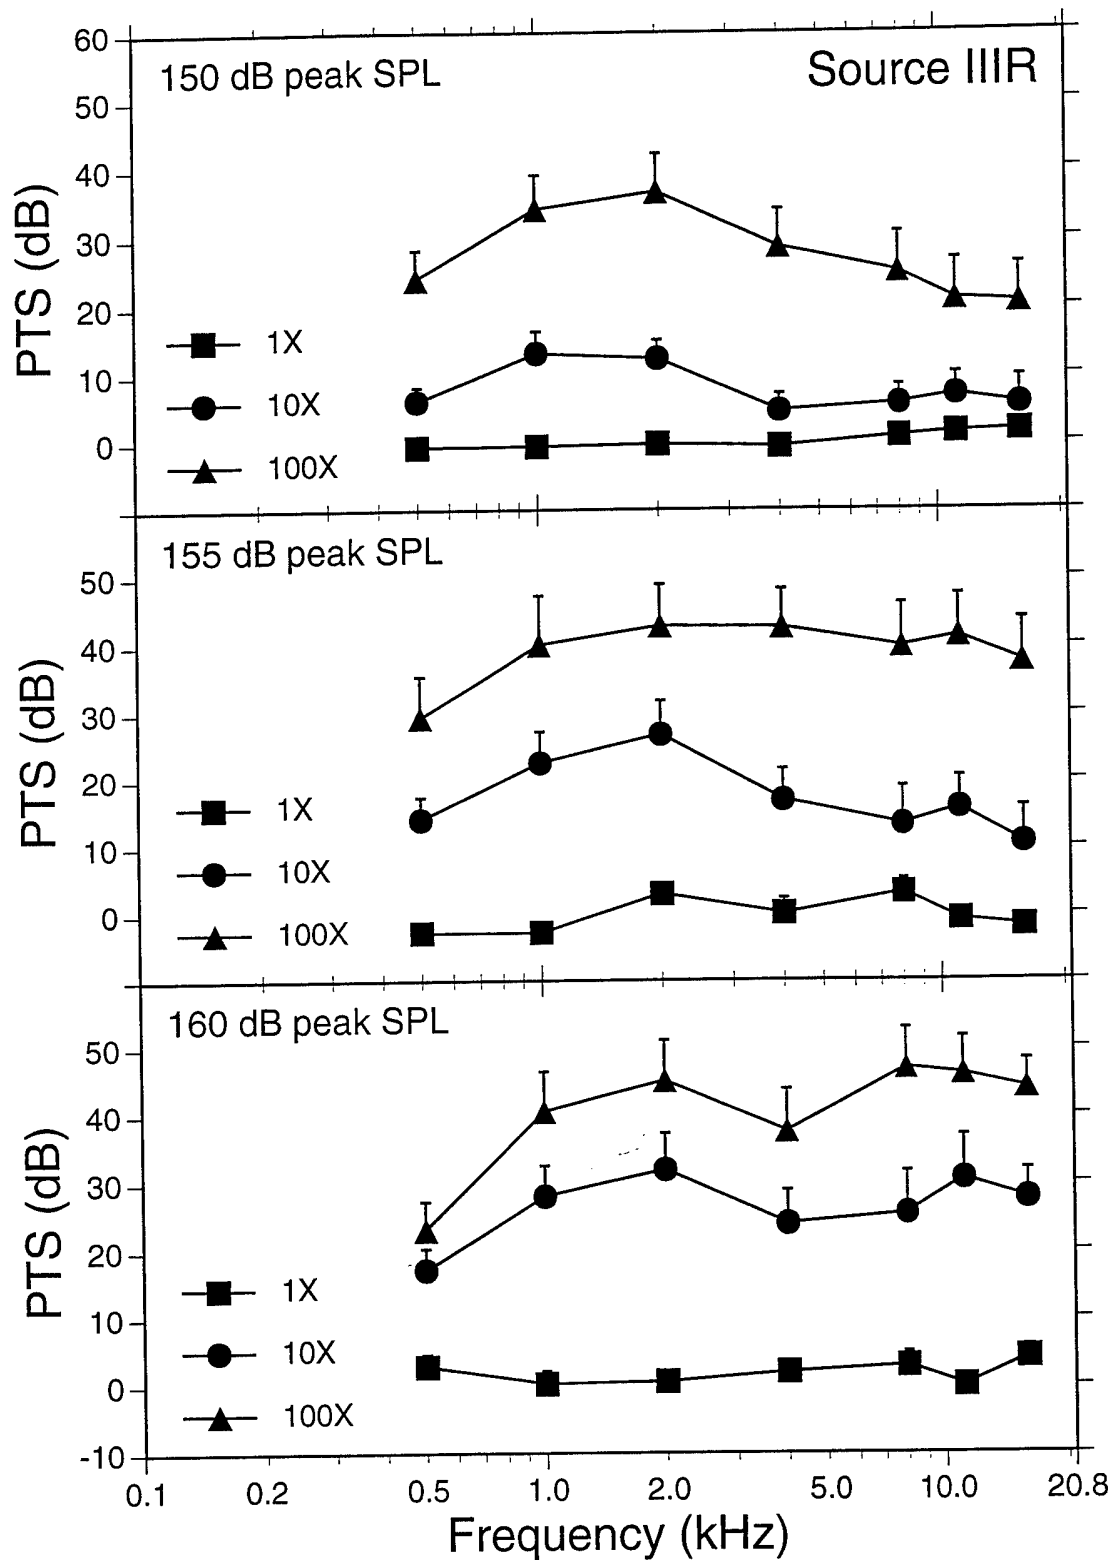 60
150 dB peak SPL
Source IIIR
50
40
30
20
10
0
PTS (dB)
1X
10X
100X
155 dB peak SPL
50
40
30
20
10
0
PTS (dB)
1X
10X
100X
160 dB peak SPL
50
40
30
20
10
0
-10
PTS (dB)
1X
10X
100X
0.1 0.2 0.5 1.0 2.0 5.0 10.0 20.8
Frequency (kHz)